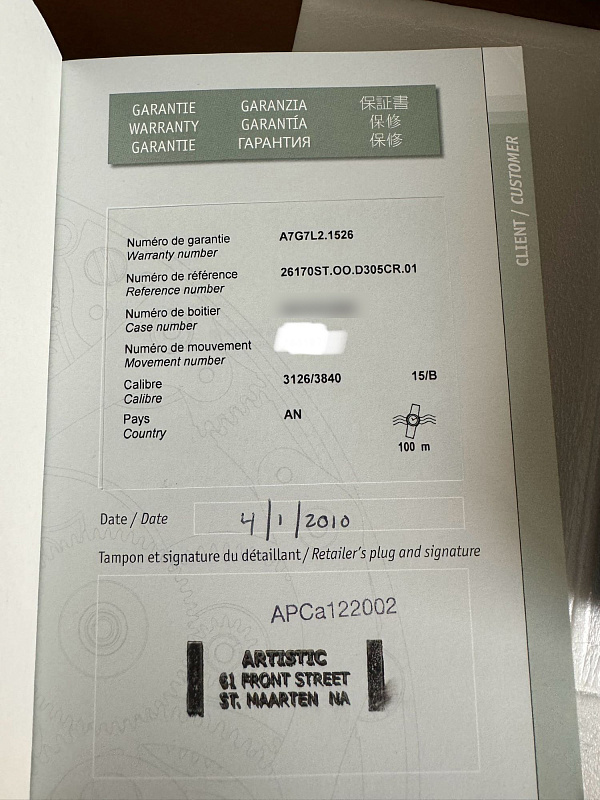 GARANTIE GARANZIA 保証書
WARRANTY GARANTÍA 保修
GARANTIE ГАРАНТИЯ 保修
CLIENT / CUSTOMER
Numéro de garantie A7G7L2.1526
Warranty number
Numéro de référence 26170ST.OO.D305CR.01
Reference number
Numéro de boitier
Case number
Numéro de mouvement
Movement number
Calibre 3126/3840 15/B
Calibre
Pays AN
Country
100 m
Date / Date 4/1/2010
Tampon et signature du détaillant / Retailer's plug and signature
APCa122002
ARTISTIC
61 FRONT STREET
ST. MAARTEN NA